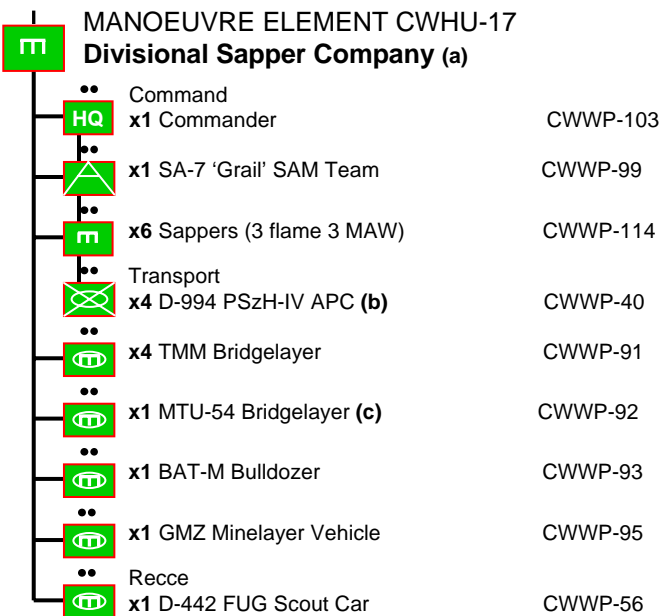 MANOEUVRE ELEMENT CWHU-17
Divisional Sapper Company (a)
Command
HQ x1 Commander CWWP-103
x1 SA-7 ‘Grail’ SAM Team CWWP-99
x6 Sappers (3 flame 3 MAW) CWWP-114
Transport
x4 D-994 PSzH-IV APC (b) CWWP-40
x4 TMM Bridgelayer CWWP-91
x1 MTU-54 Bridgelayer (c) CWWP-92
x1 BAT-M Bulldozer CWWP-93
x1 GMZ Minelayer Vehicle CWWP-95
Recce
x1 D-442 FUG Scout Car CWWP-56